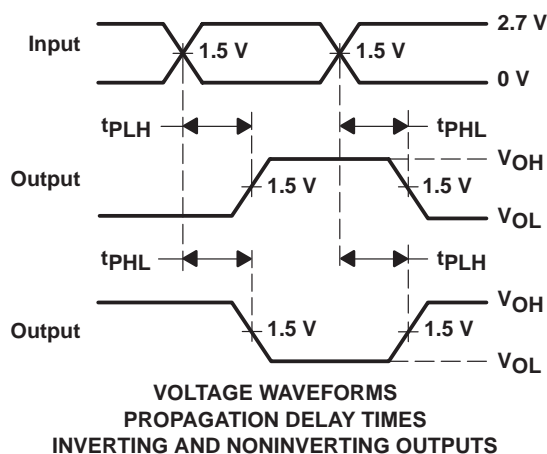 2.7 V
Input 1.5 V 1.5 V
0 V
tPLH tPHL
VOH
Output 1.5 V 1.5 V
VOL
tPHL tPLH
VOH
Output 1.5 V 1.5 V
VOL
VOLTAGE WAVEFORMS
PROPAGATION DELAY TIMES
INVERTING AND NONINVERTING OUTPUTS